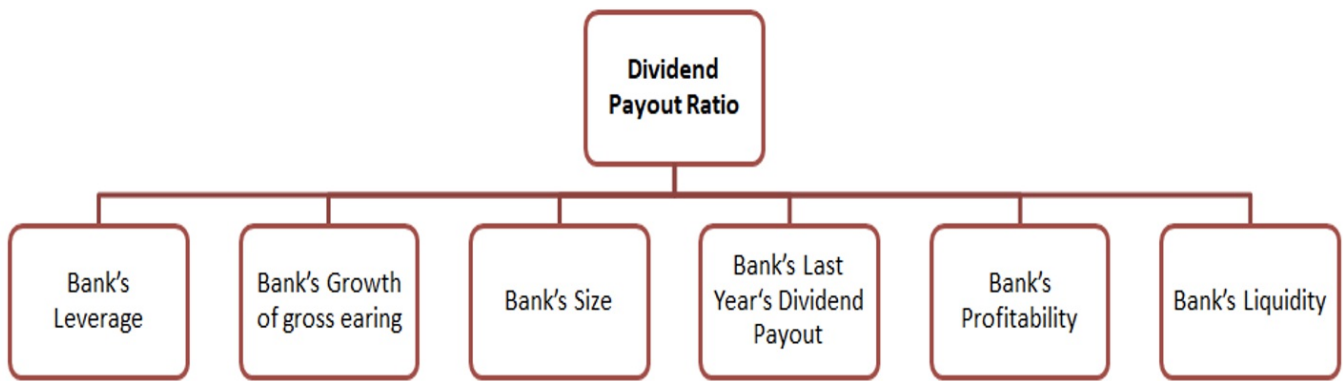 Dividend
Payout Ratio
Bank's
Leverage
Bank's Growth
of gross earing
Bank's Size
Bank's Last
Year's Dividend
Payout
Bank's
Profitability
Bank's Liquidity